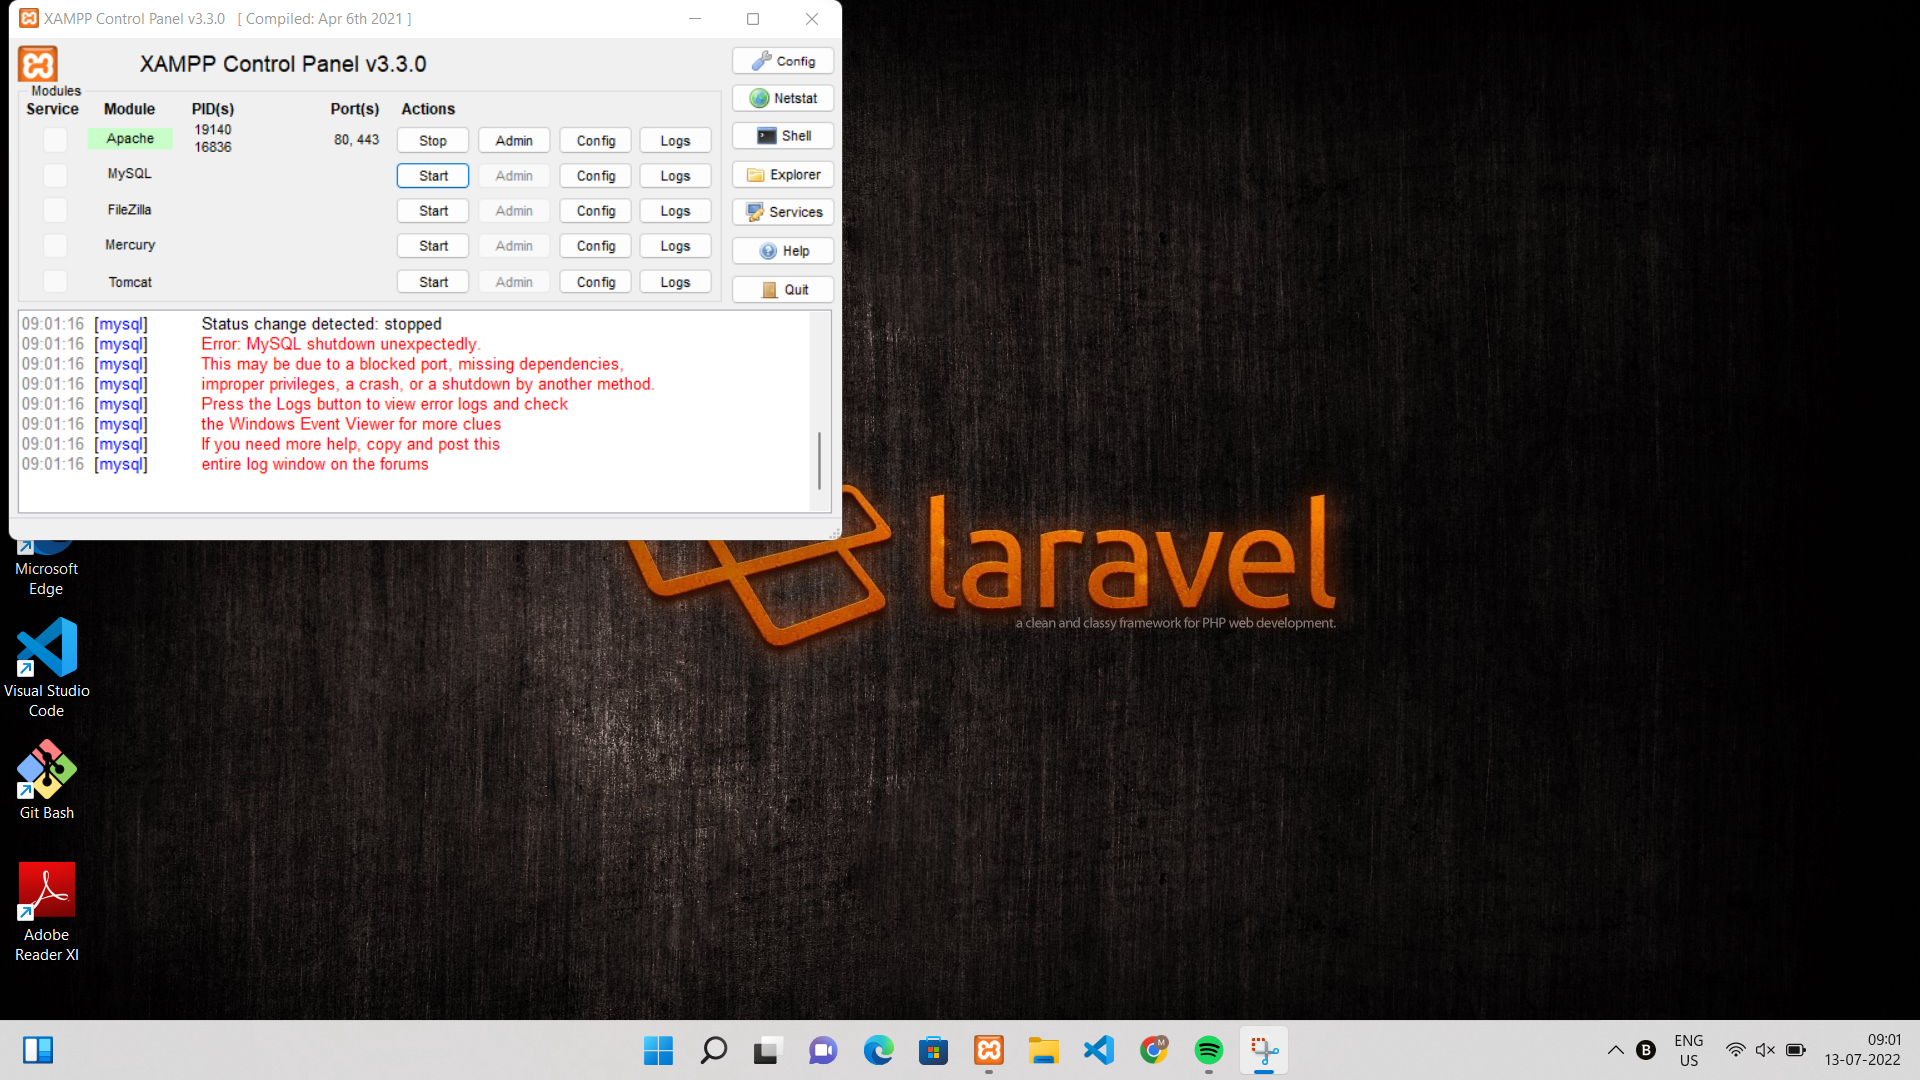 XAMPP Control Panel v3.3.0 [ Compiled: Apr 6th 2021 ]
XAMPP Control Panel v3.3.0
Config
Modules
Service Module PID(s) Port(s) Actions
Netstat
Apache 19140 16836 80, 443 Stop Admin Config Logs
Shell
MySQL Start Admin Config Logs
Explorer
FileZilla Start Admin Config Logs
Services
Mercury Start Admin Config Logs
Help
Tomcat Start Admin Config Logs
Quit
09:01:16 [mysql] Status change detected: stopped
09:01:16 [mysql] Error: MySQL shutdown unexpectedly.
09:01:16 [mysql] This may be due to a blocked port, missing dependencies,
09:01:16 [mysql] improper privileges, a crash, or a shutdown by another method.
09:01:16 [mysql] Press the Logs button to view error logs and check
09:01:16 [mysql] the Windows Event Viewer for more clues
09:01:16 [mysql] If you need more help, copy and post this
09:01:16 [mysql] entire log window on the forums
laravel
a clean and classy framework for PHP web development.
Microsoft
Edge
Visual Studio
Code
Git Bash
Adobe
Reader XI
M
B
ENG
US
09:01
13-07-2022